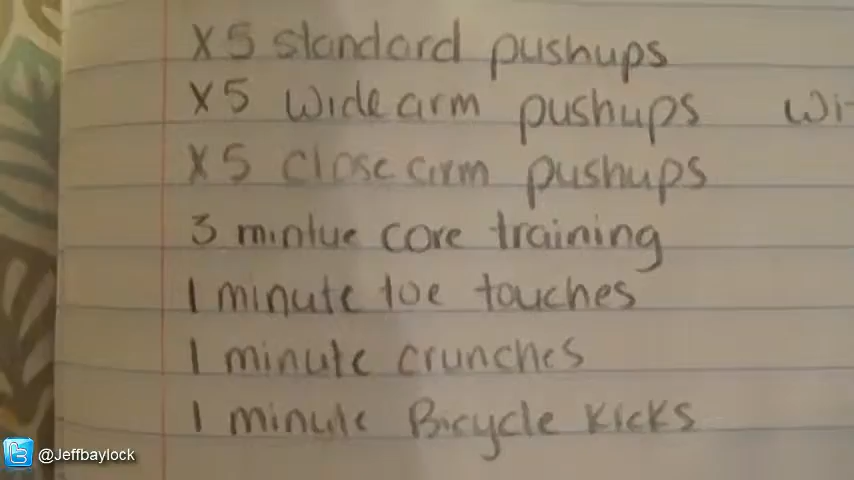 X5 standard pushups
X5 wide arm pushups
X5 close arm pushups
3 mintue core training
1 minute toe touches
1 minute crunches
1 minute Bicycle kicks
@Jeffbaylock